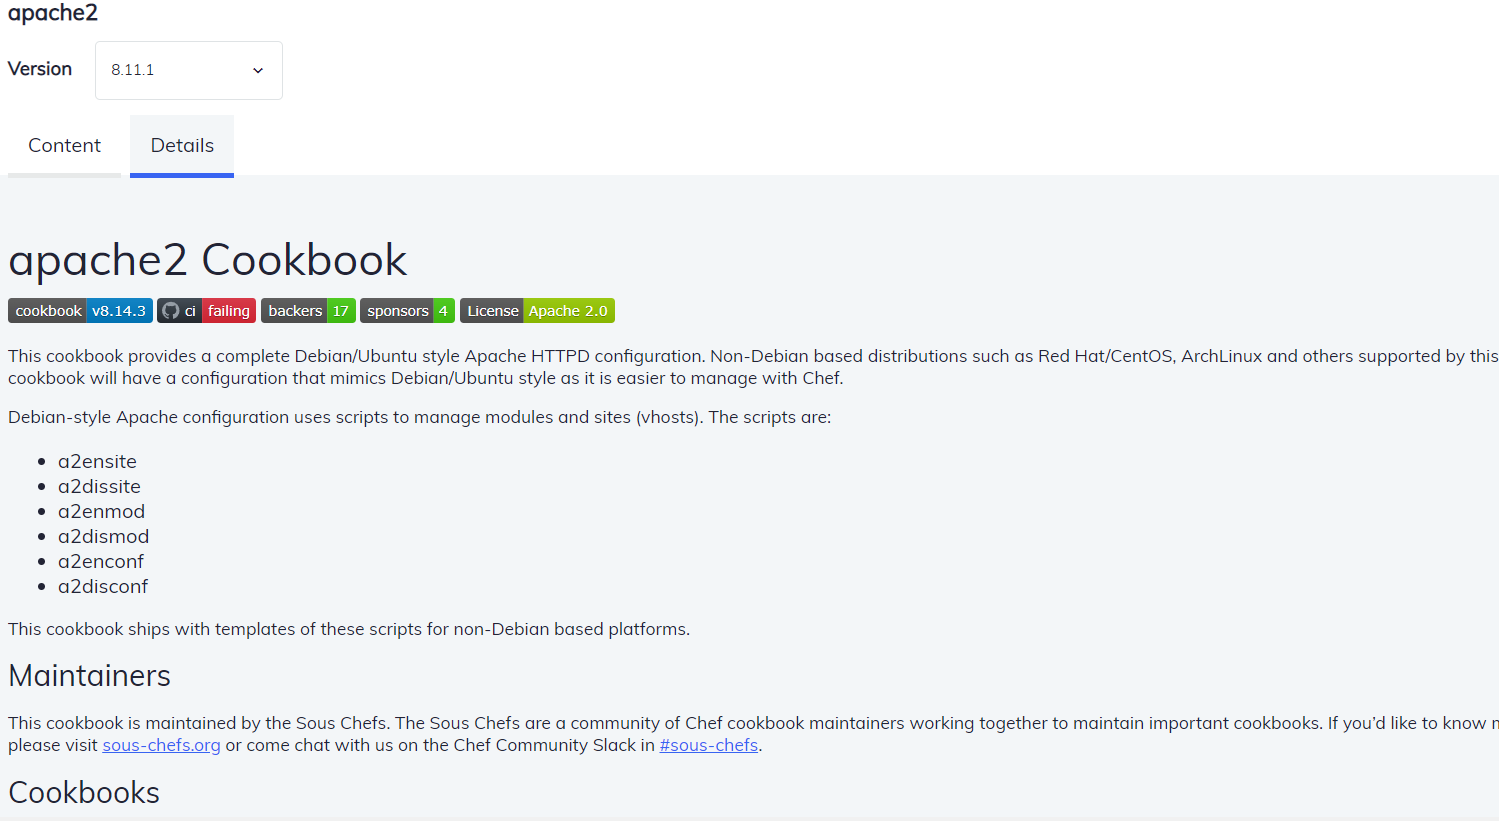 apache2
Version
8.11.1
Content Details
apache2 Cookbook
cookbook v8.14.3 ci failing backers 17 sponsors 4 License Apache 2.0
This cookbook provides a complete Debian/Ubuntu style Apache HTTPD configuration. Non-Debian based distributions such as Red Hat/CentOS, ArchLinux and others supported by this
cookbook will have a configuration that mimics Debian/Ubuntu style as it is easier to manage with Chef.
Debian-style Apache configuration uses scripts to manage modules and sites (vhosts). The scripts are:
• a2ensite
• a2dissite
• a2enmod
• a2dismod
• a2enconf
• a2disconf
This cookbook ships with templates of these scripts for non-Debian based platforms.
Maintainers
This cookbook is maintained by the Sous Chefs. The Sous Chefs are a community of Chef cookbook maintainers working together to maintain important cookbooks. If you’d like to know
please visit sous-chefs.org or come chat with us on the Chef Community Slack in #sous-chefs.
Cookbooks